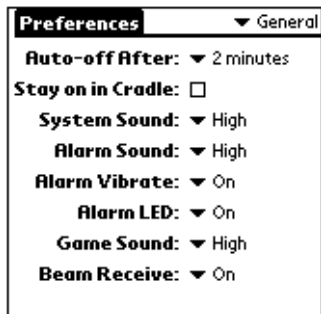 Preferences General
Auto-off After: 2 minutes
Stay on in Cradle:
System Sound: High
Alarm Sound: High
Alarm Vibrate: On
Alarm LED: On
Game Sound: High
Beam Receive: On